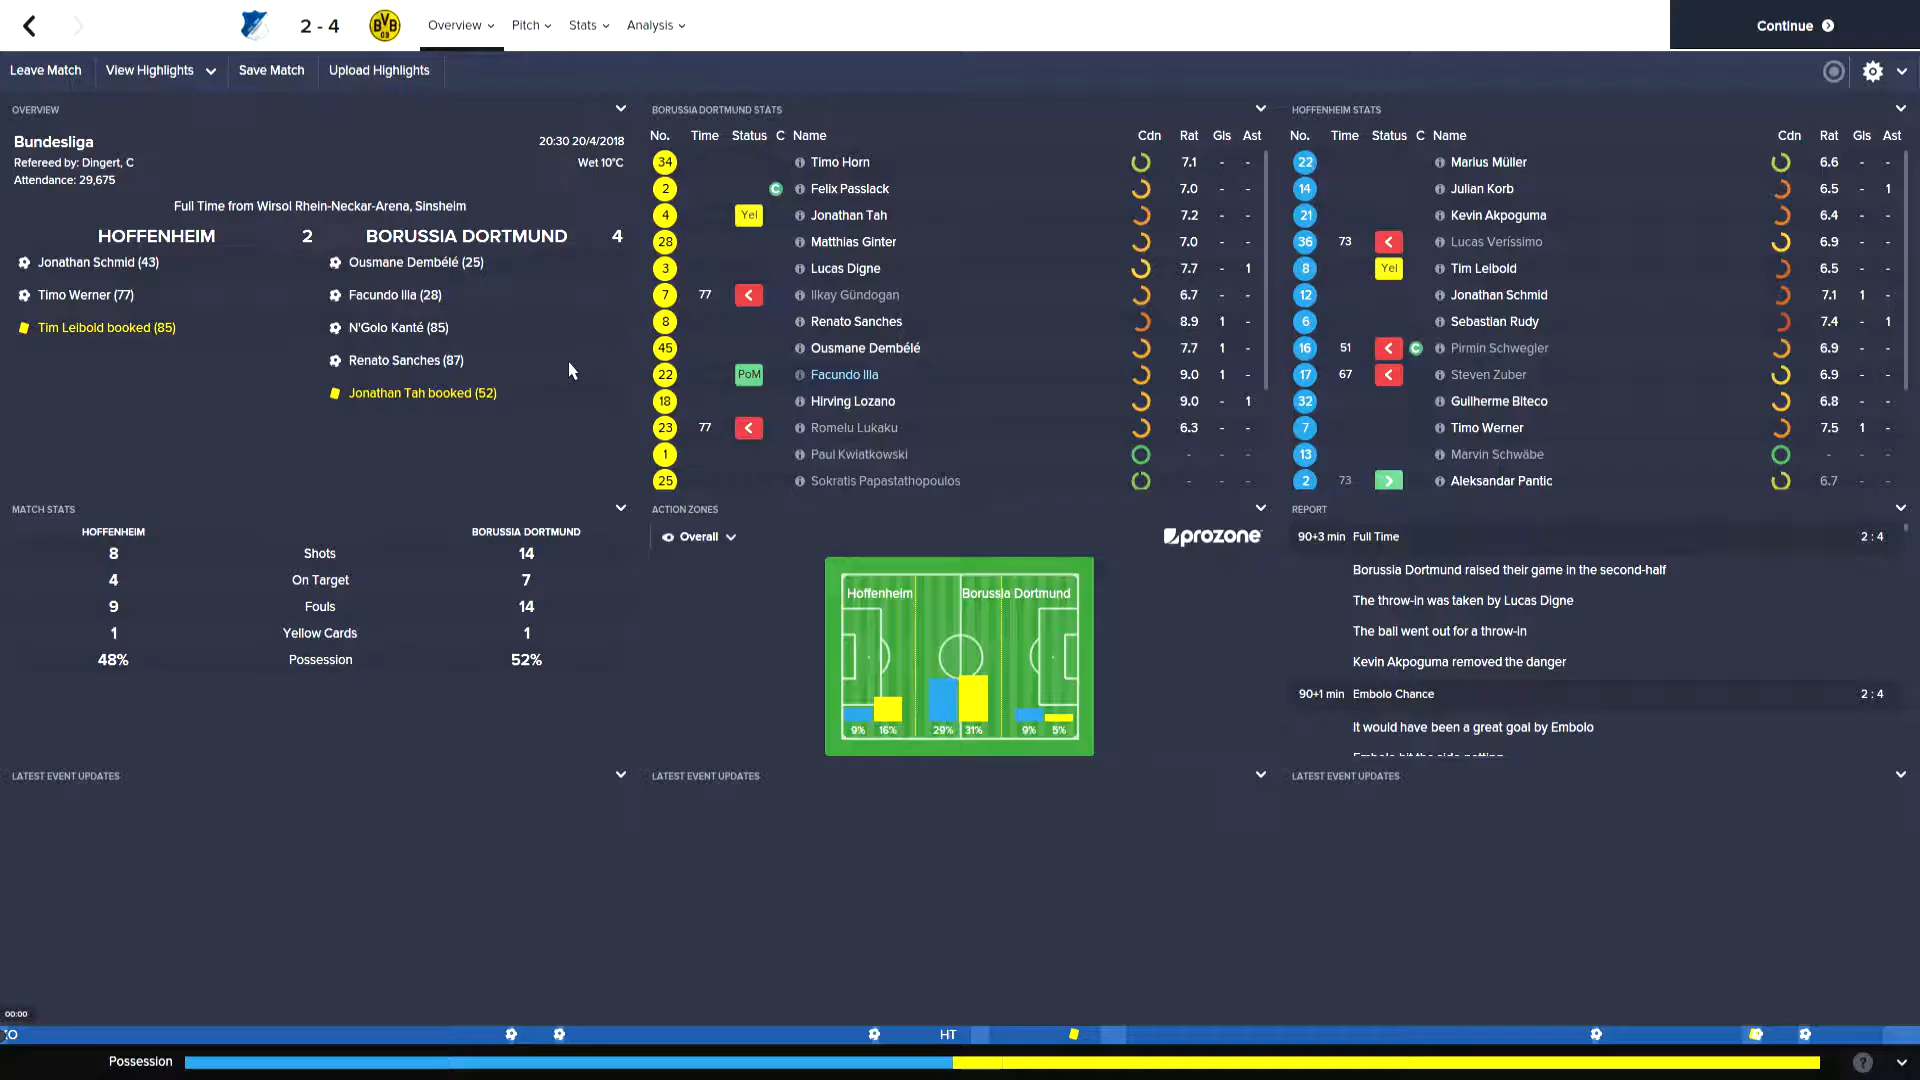 2 - 4
BVB
09
Overview
Pitch
Stats
Analysis
Continue
Leave Match
View Highlights
Save Match
Upload Highlights
OVERVIEW
Bundesliga
20:30 20/4/2018
Refereed by: Dingert, C
Wet 10°C
Attendance: 29,675
Full Time from Wirsol Rhein-Neckar-Arena, Sinsheim
HOFFENHEIM 2 BORUSSIA DORTMUND 4
Jonathan Schmid (43)
Timo Werner (77)
Tim Leibold booked (85)
Ousmane Dembélé (25)
Facundo Illa (28)
N'Golo Kanté (85)
Renato Sanches (87)
Jonathan Tah booked (52)
BORUSSIA DORTMUND STATS
No. Time Status C Name Cdn Rat Gls Ast
34 Timo Horn 7.1 - -
2 C Felix Passlack 7.0 - -
4 Yel Jonathan Tah 7.2 - -
28 Matthias Ginter 7.0 - -
3 Lucas Digne 7.7 - 1
7 77 Ilkay Gündogan 6.7 - -
8 Renato Sanches 8.9 1 -
45 Ousmane Dembélé 7.7 1 -
22 PoM Facundo Illa 9.0 1 -
18 Hirving Lozano 9.0 - 1
23 77 Romelu Lukaku 6.3 - -
1 Paul Kwiatkowski - - -
25 Sokratis Papastathopoulos - - -
HOFFENHEIM STATS
No. Time Status C Name Cdn Rat Gls Ast
22 Marius Müller 6.6 - -
14 Julian Korb 6.5 - 1
21 Kevin Akpoguma 6.4 - -
36 73 Lucas Veríssimo 6.9 - -
8 Yel Tim Leibold 6.5 - -
12 Jonathan Schmid 7.1 1 -
6 Sebastian Rudy 7.4 - 1
16 51 C Pirmin Schwegler 6.9 - -
17 67 Steven Zuber 6.9 - -
32 Guilherme Biteco 6.8 - -
7 Timo Werner 7.5 1 -
13 Marvin Schwäbe - - -
2 73 Aleksandar Pantic 6.7 - -
MATCH STATS
HOFFENHEIM BORUSSIA DORTMUND
8 Shots 14
4 On Target 7
9 Fouls 14
1 Yellow Cards 1
48% Possession 52%
ACTION ZONES
Overall
prozone
Hoffenheim Borussia Dortmund
9% 16% 29% 31% 9% 5%
REPORT
90+3 min Full Time 2 : 4
Borussia Dortmund raised their game in the second-half
The throw-in was taken by Lucas Digne
The ball went out for a throw-in
Kevin Akpoguma removed the danger
90+1 min Embolo Chance 2 : 4
It would have been a great goal by Embolo
Embolo hit the side netting
LATEST EVENT UPDATES
LATEST EVENT UPDATES
LATEST EVENT UPDATES
00:00
HT
Possession
?